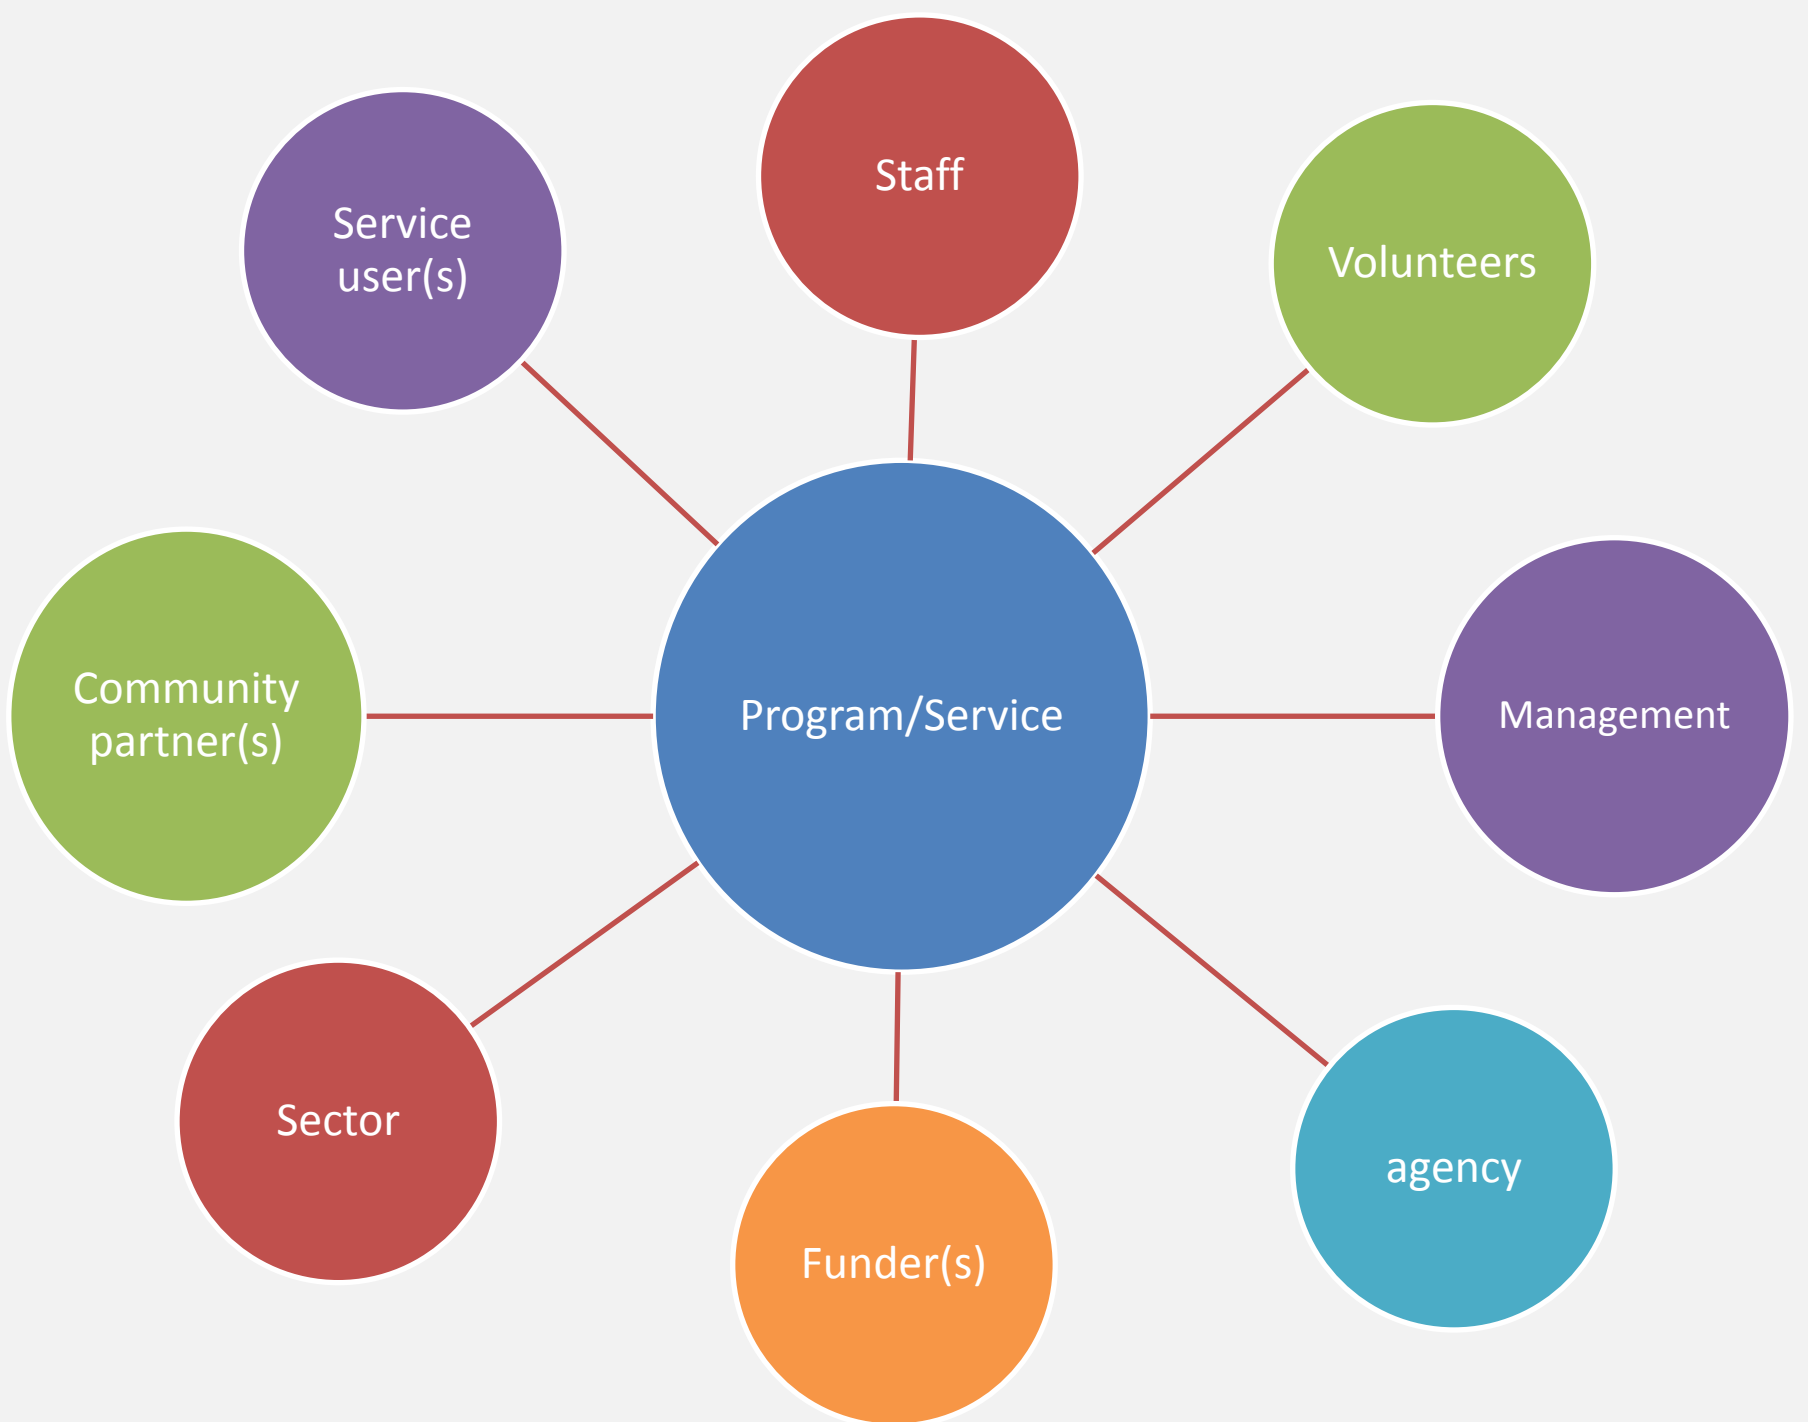 Staff
Service
user(s)
Volunteers
Community
partner(s)
Program/Service
Management
Sector
agency
Funder(s)